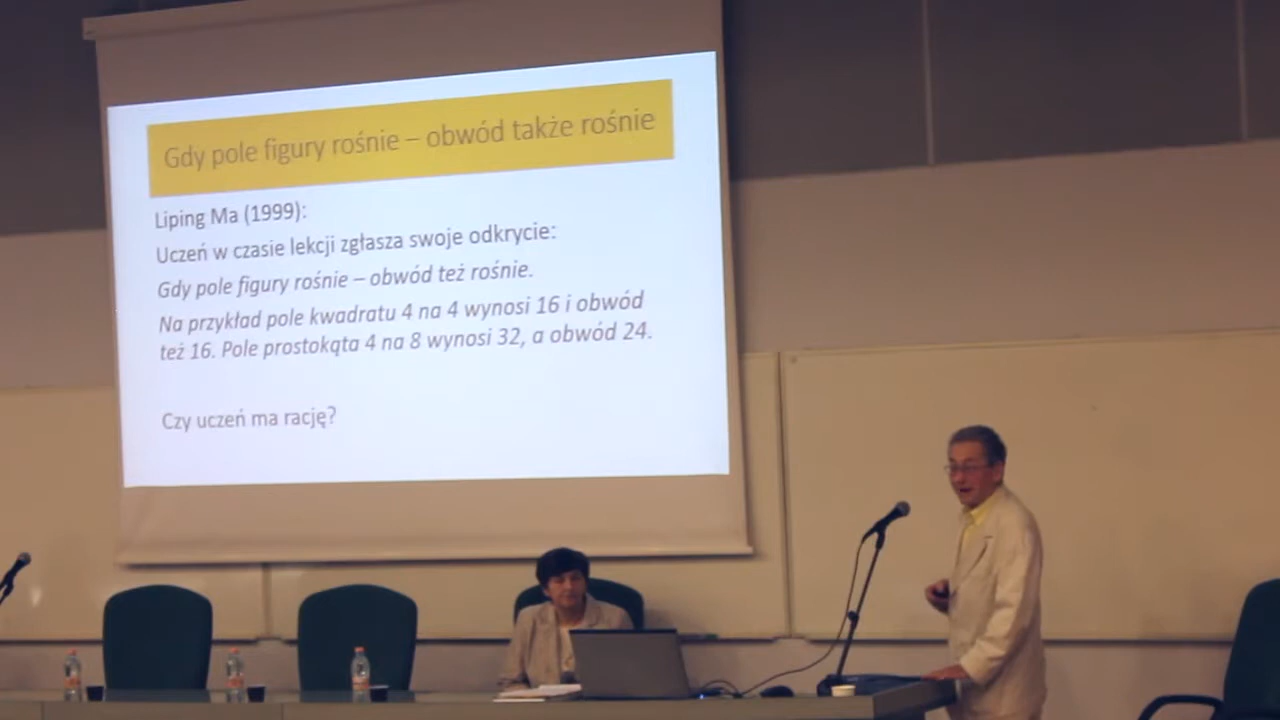 Gdy pole figury rośnie – obwód także rośnie
Liping Ma (1999):
Uczeń w czasie lekcji zgłasza swoje odkrycie:
Gdy pole figury rośnie – obwód też rośnie.
Na przykład pole kwadratu 4 na 4 wynosi 16 i obwód
też 16. Pole prostokąta 4 na 8 wynosi 32, a obwód 24.
Czy uczeń ma rację?